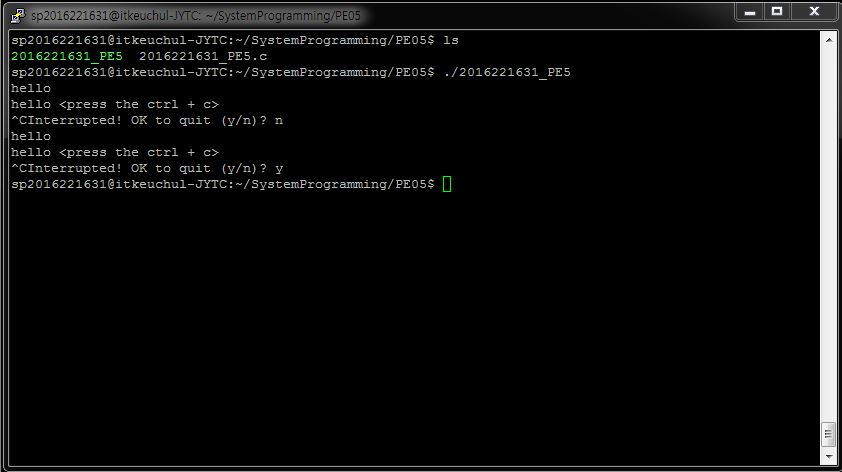 sp2016221631@itkeuchul-JYTC: ~/SystemProgramming/PE05
sp2016221631@itkeuchul-JYTC:~/SystemProgramming/PE05$ ls
2016221631_PE5  2016221631_PE5.c
sp2016221631@itkeuchul-JYTC:~/SystemProgramming/PE05$ ./2016221631_PE5
hello
hello <press the ctrl + c>
^CInterrupted! OK to quit (y/n)? n
hello
hello <press the ctrl + c>
^CInterrupted! OK to quit (y/n)? y
sp2016221631@itkeuchul-JYTC:~/SystemProgramming/PE05$